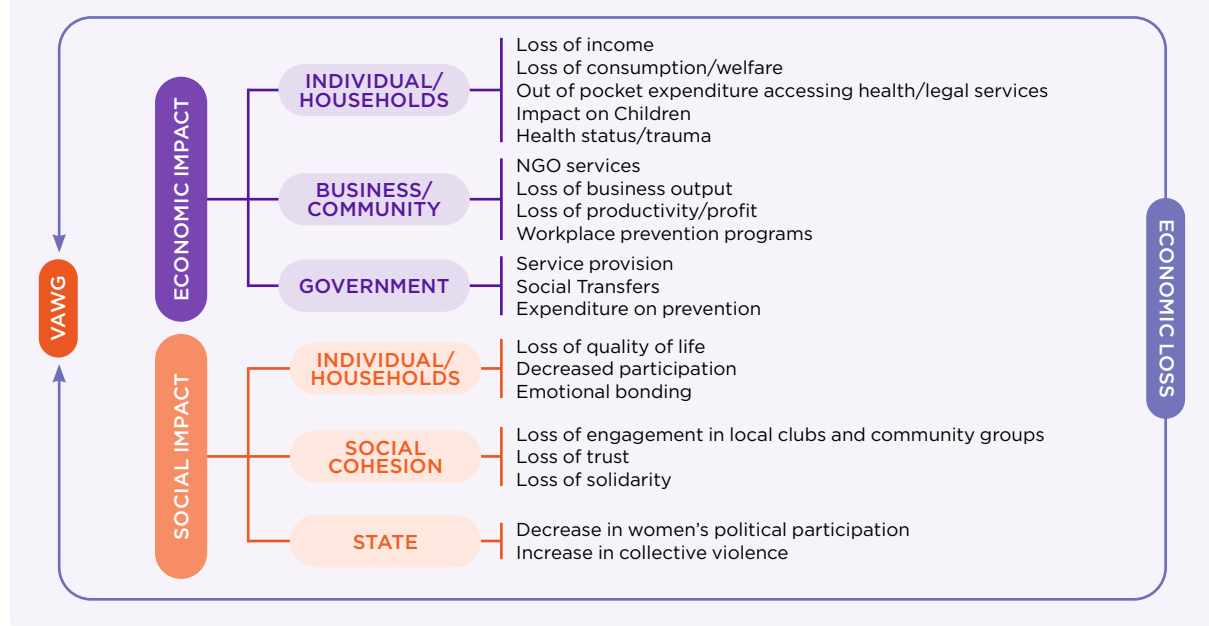 VAWG
ECONOMIC IMPACT
INDIVIDUAL/
HOUSEHOLDS
Loss of income
Loss of consumption/welfare
Out of pocket expenditure accessing health/legal services
Impact on Children
Health status/trauma
BUSINESS/
COMMUNITY
NGO services
Loss of business output
Loss of productivity/profit
Workplace prevention programs
GOVERNMENT
Service provision
Social Transfers
Expenditure on prevention
SOCIAL IMPACT
INDIVIDUAL/
HOUSEHOLDS
Loss of quality of life
Decreased participation
Emotional bonding
SOCIAL
COHESION
Loss of engagement in local clubs and community groups
Loss of trust
Loss of solidarity
STATE
Decrease in women’s political participation
Increase in collective violence
ECONOMIC LOSS